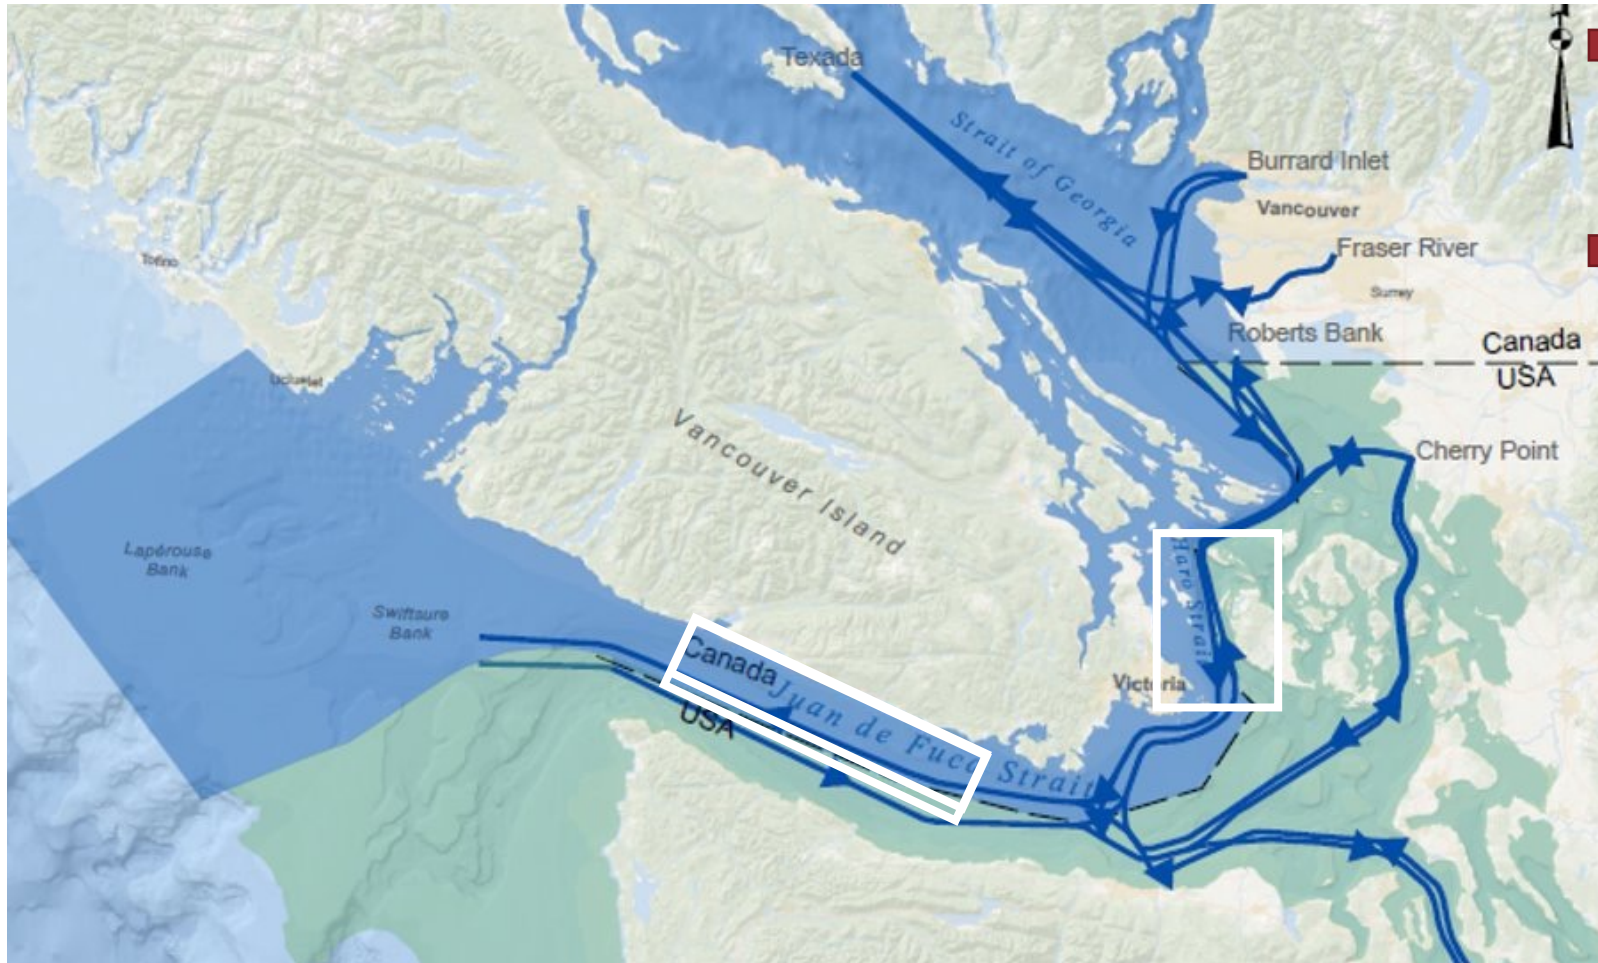 Texada
Strait of Georgia
Burrard Inlet
Vancouver
Fraser River
Surrey
Tofino
Roberts Bank
Canada
USA
Ucluelet
Vancouver Island
Cherry Point
Lapérouse
Bank
Swiftsure
Bank
Haro Strait
Canada
USA
Juan de Fuca Strait
Victoria